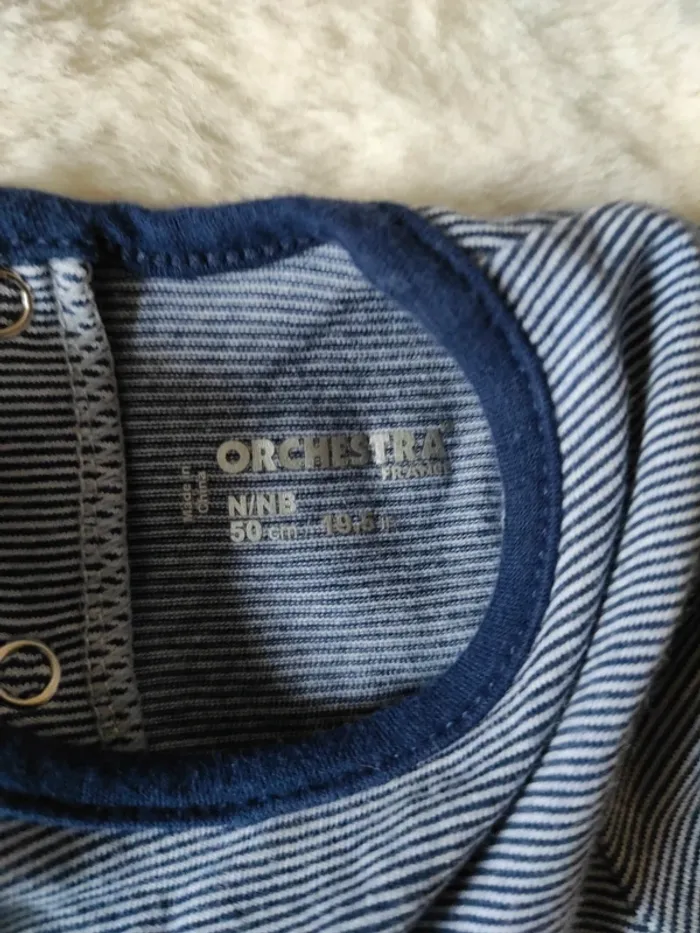 ORCHESTRA
FRANCE
Made in
China
N/NB
50 cm / 19.5 in